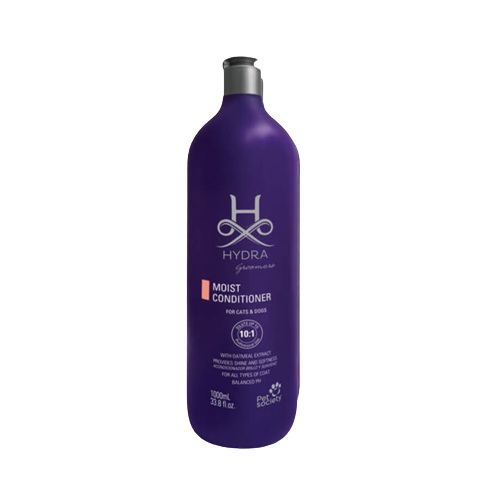 H
HYDRA
Groomers
MOIST
CONDITIONER
FOR CATS & DOGS
10:1
WITH OATMEAL EXTRACT
PROVIDES SHINE AND SOFTNESS
FOR ALL TYPES OF COAT
BALANCED PH
1000mL
33.8 fl.oz.
Pet
Society